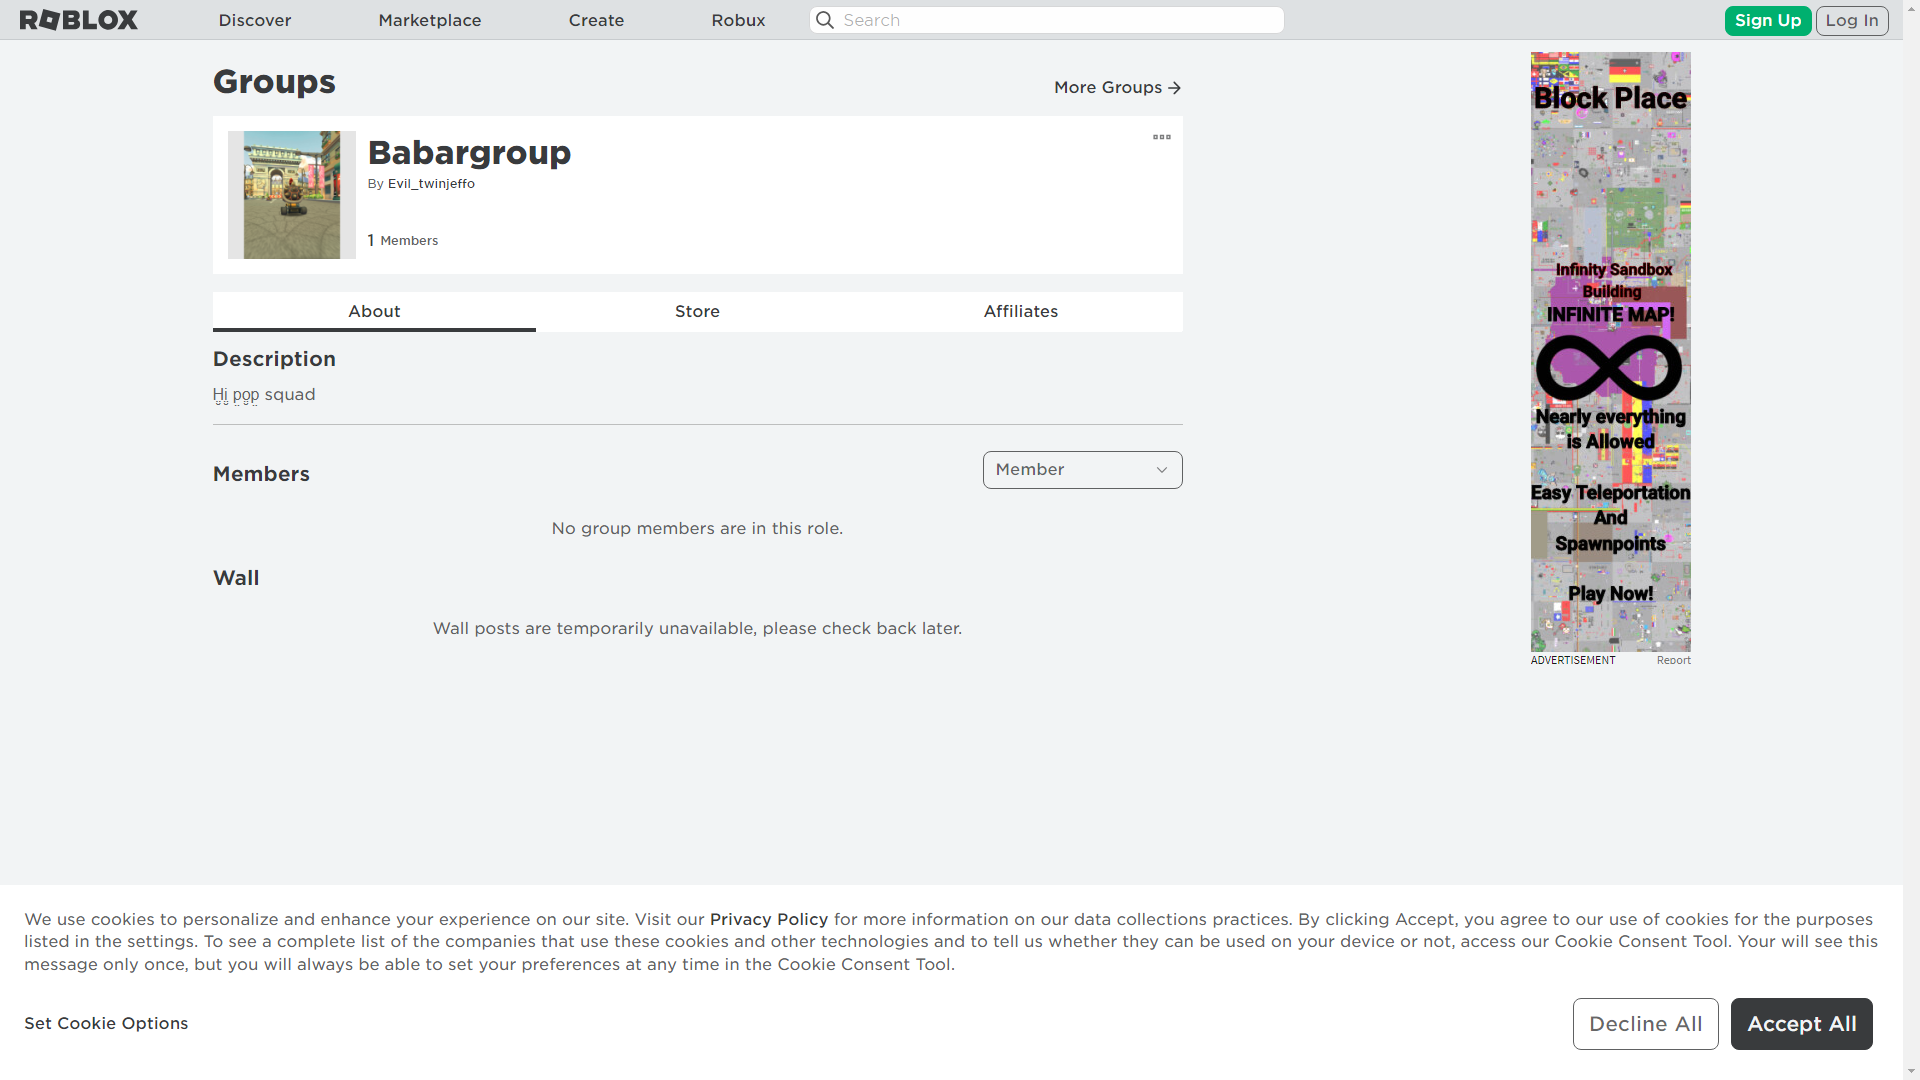 ROBLOX
Discover
Marketplace
Create
Robux
Search
Sign Up
Log In
Groups
More Groups
Babargroup
By Evil_twinjeffo
1 Members
About
Store
Affiliates
Description
H̤i̤ p̤o̤p̤ squad
Members
Member
No group members are in this role.
Wall
Wall posts are temporarily unavailable, please check back later.
Block Place
Infinity Sandbox
Building
INFINITE MAP!
Nearly everything
is Allowed
Easy Teleportation
And
Spawnpoints
Play Now!
ADVERTISEMENT
Report
We use cookies to personalize and enhance your experience on our site. Visit our Privacy Policy for more information on our data collections practices. By clicking Accept, you agree to our use of cookies for the purposes
listed in the settings. To see a complete list of the companies that use these cookies and other technologies and to tell us whether they can be used on your device or not, access our Cookie Consent Tool. Your will see this
message only once, but you will always be able to set your preferences at any time in the Cookie Consent Tool.
Set Cookie Options
Decline All
Accept All